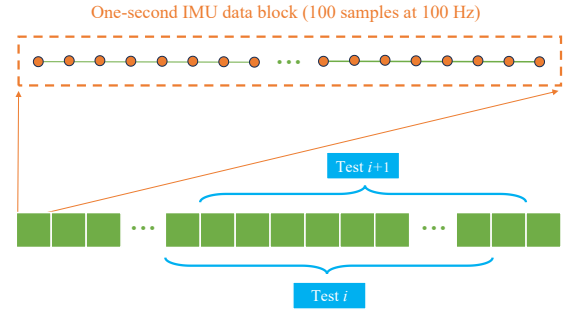 One-second IMU data block (100 samples at 100 Hz)
Test i+1
Test i